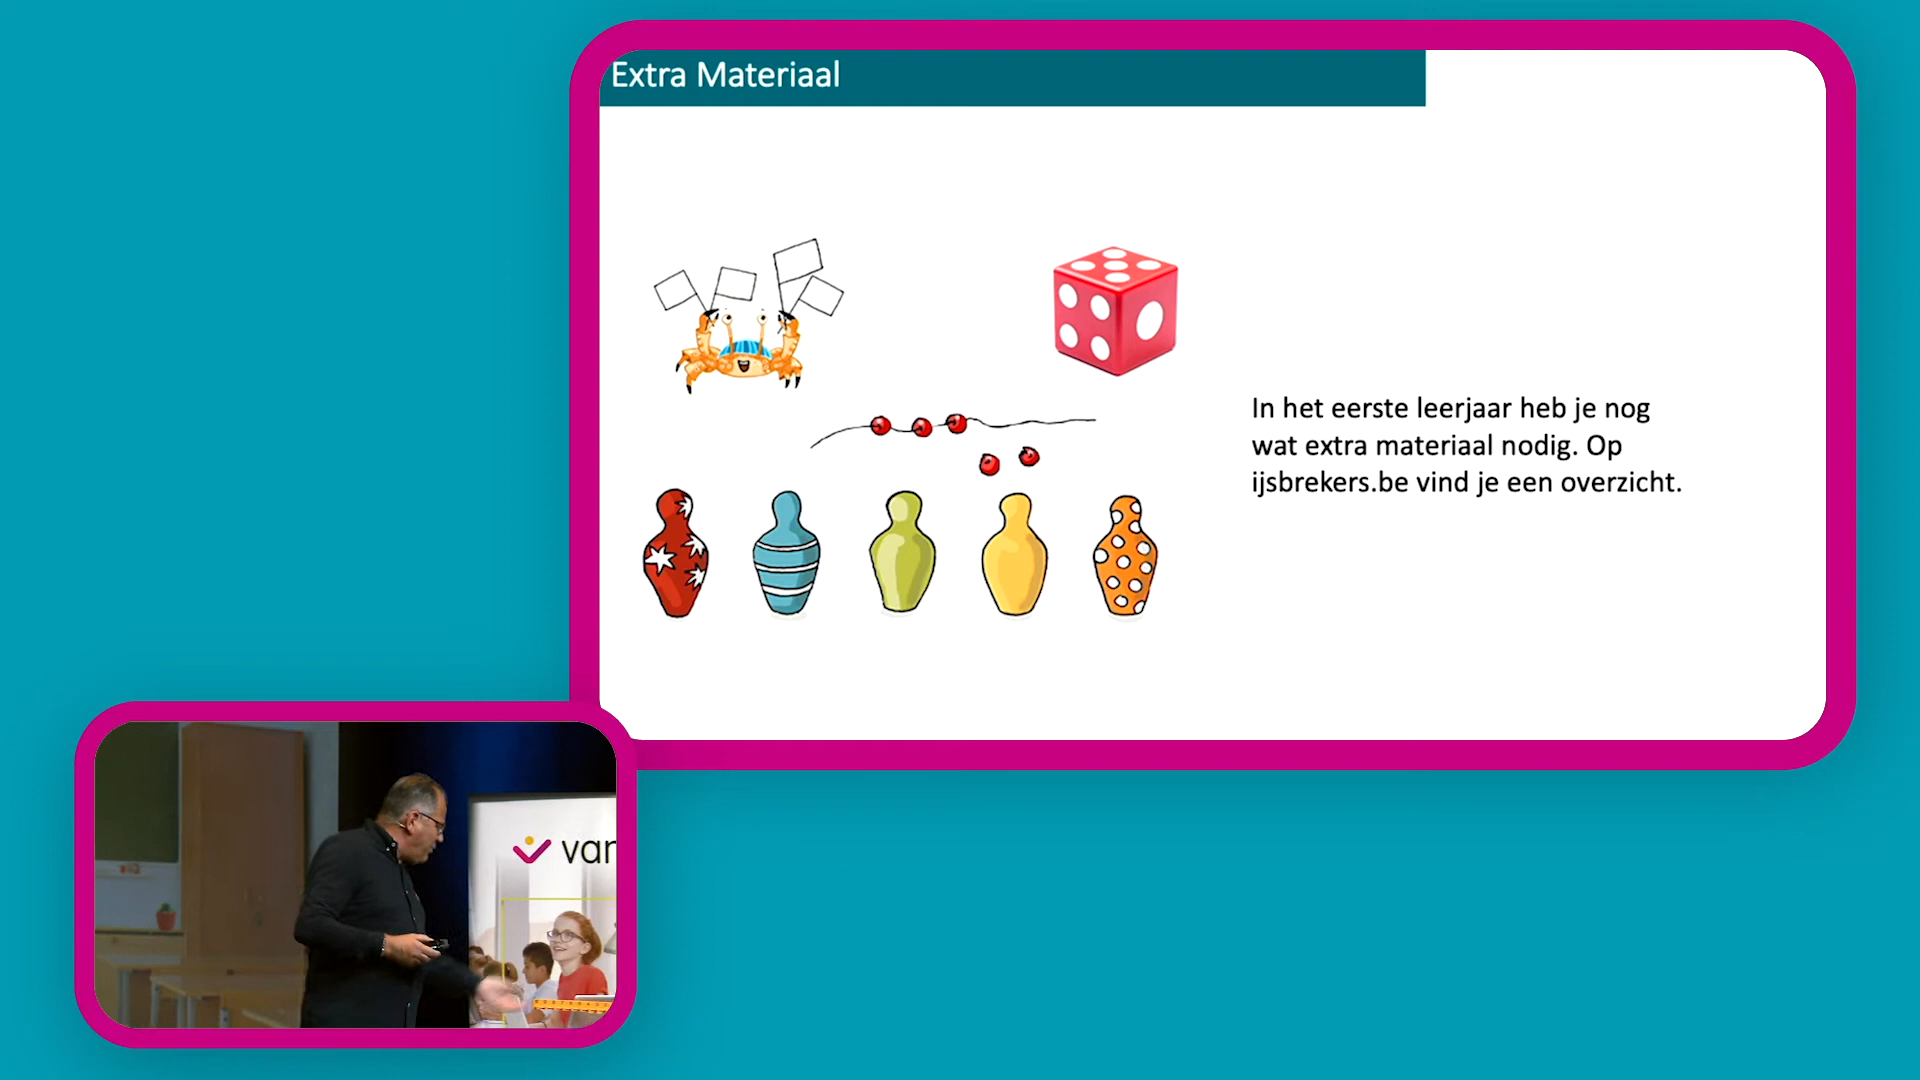 Extra Materiaal
In het eerste leerjaar heb je nog
wat extra materiaal nodig. Op
ijsbrekers.be vind je een overzicht.
van